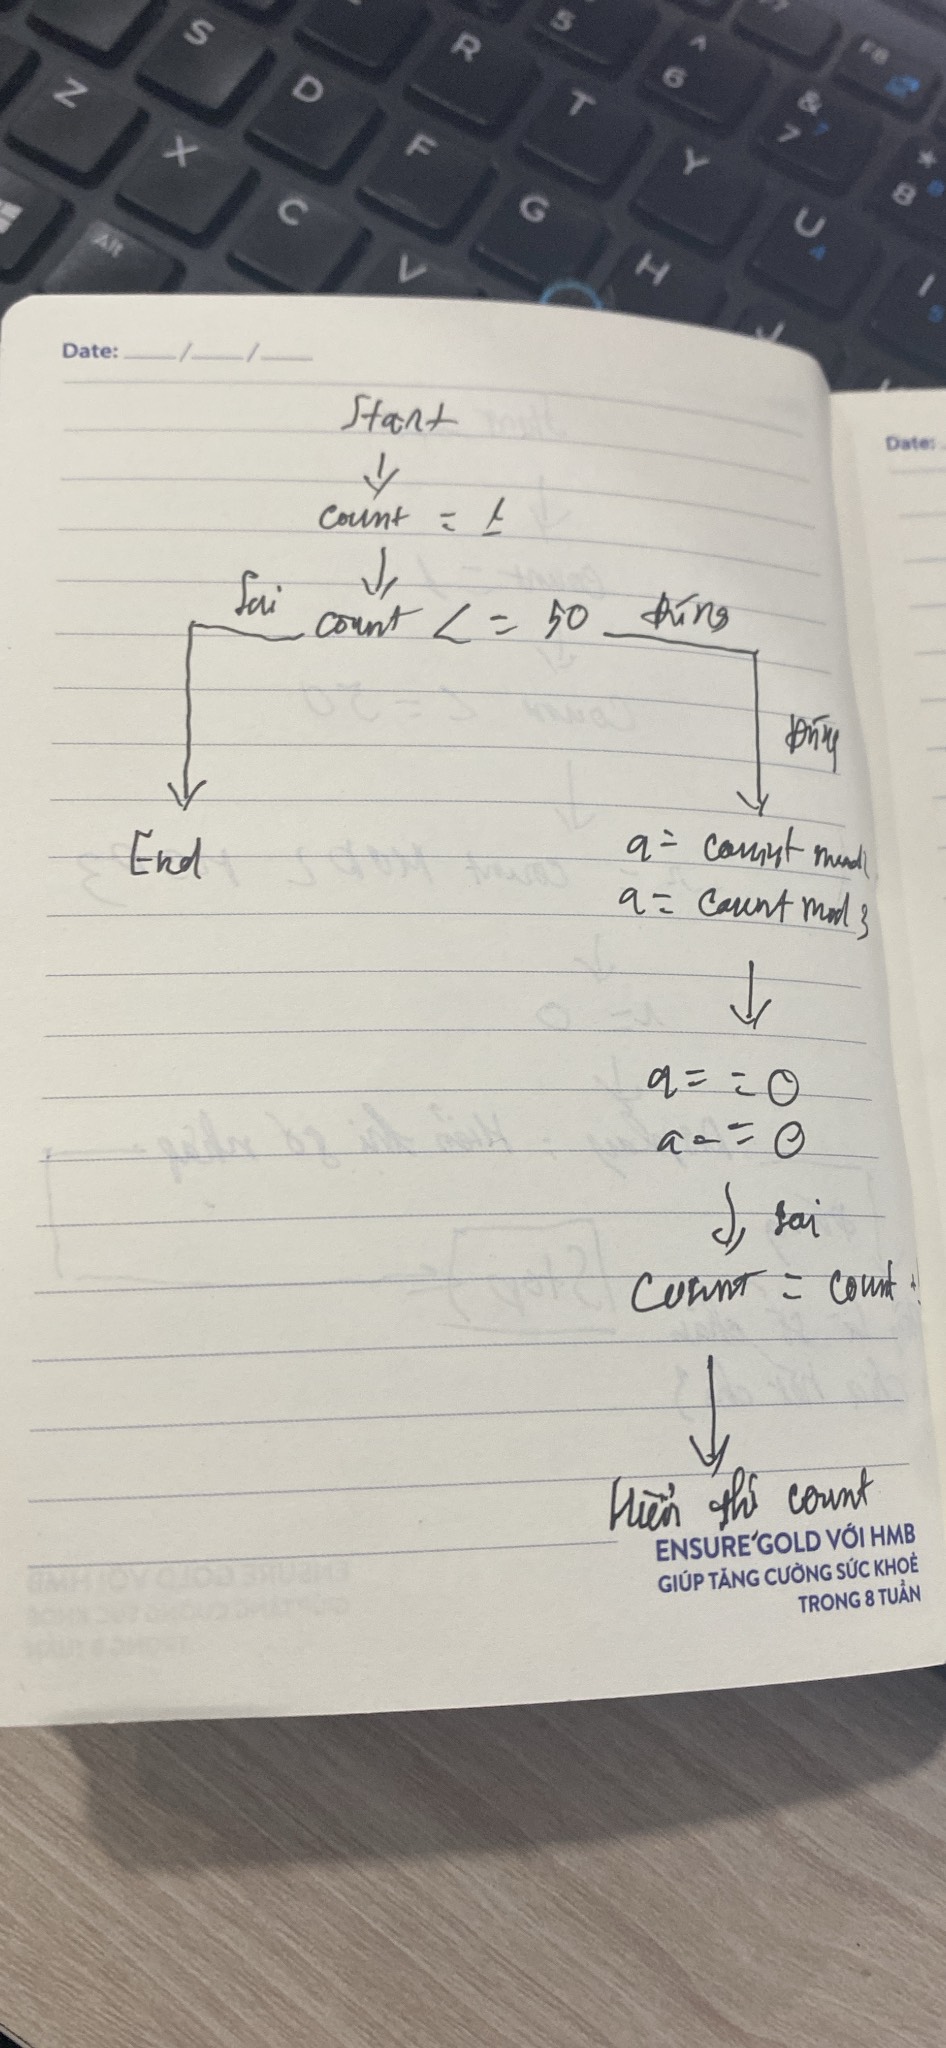 Z
S
X
D
C
R
F
V
5
T
G
^
6
Y
H
&
7
U
4
F8
*
8
I
5
Alt
Date: ___/___/___
Date:
Start
↓
count = 1
↓
Sai count <= 50 đúng
đúng
End
a = count mod
a = count mod 3
↓
a = = 0
a = = 0
↓ sai
Count = count +
↓
Hiển thị count
ENSURE GOLD VỚI HMB
GIÚP TĂNG CƯỜNG SỨC KHOẺ
TRONG 8 TUẦN